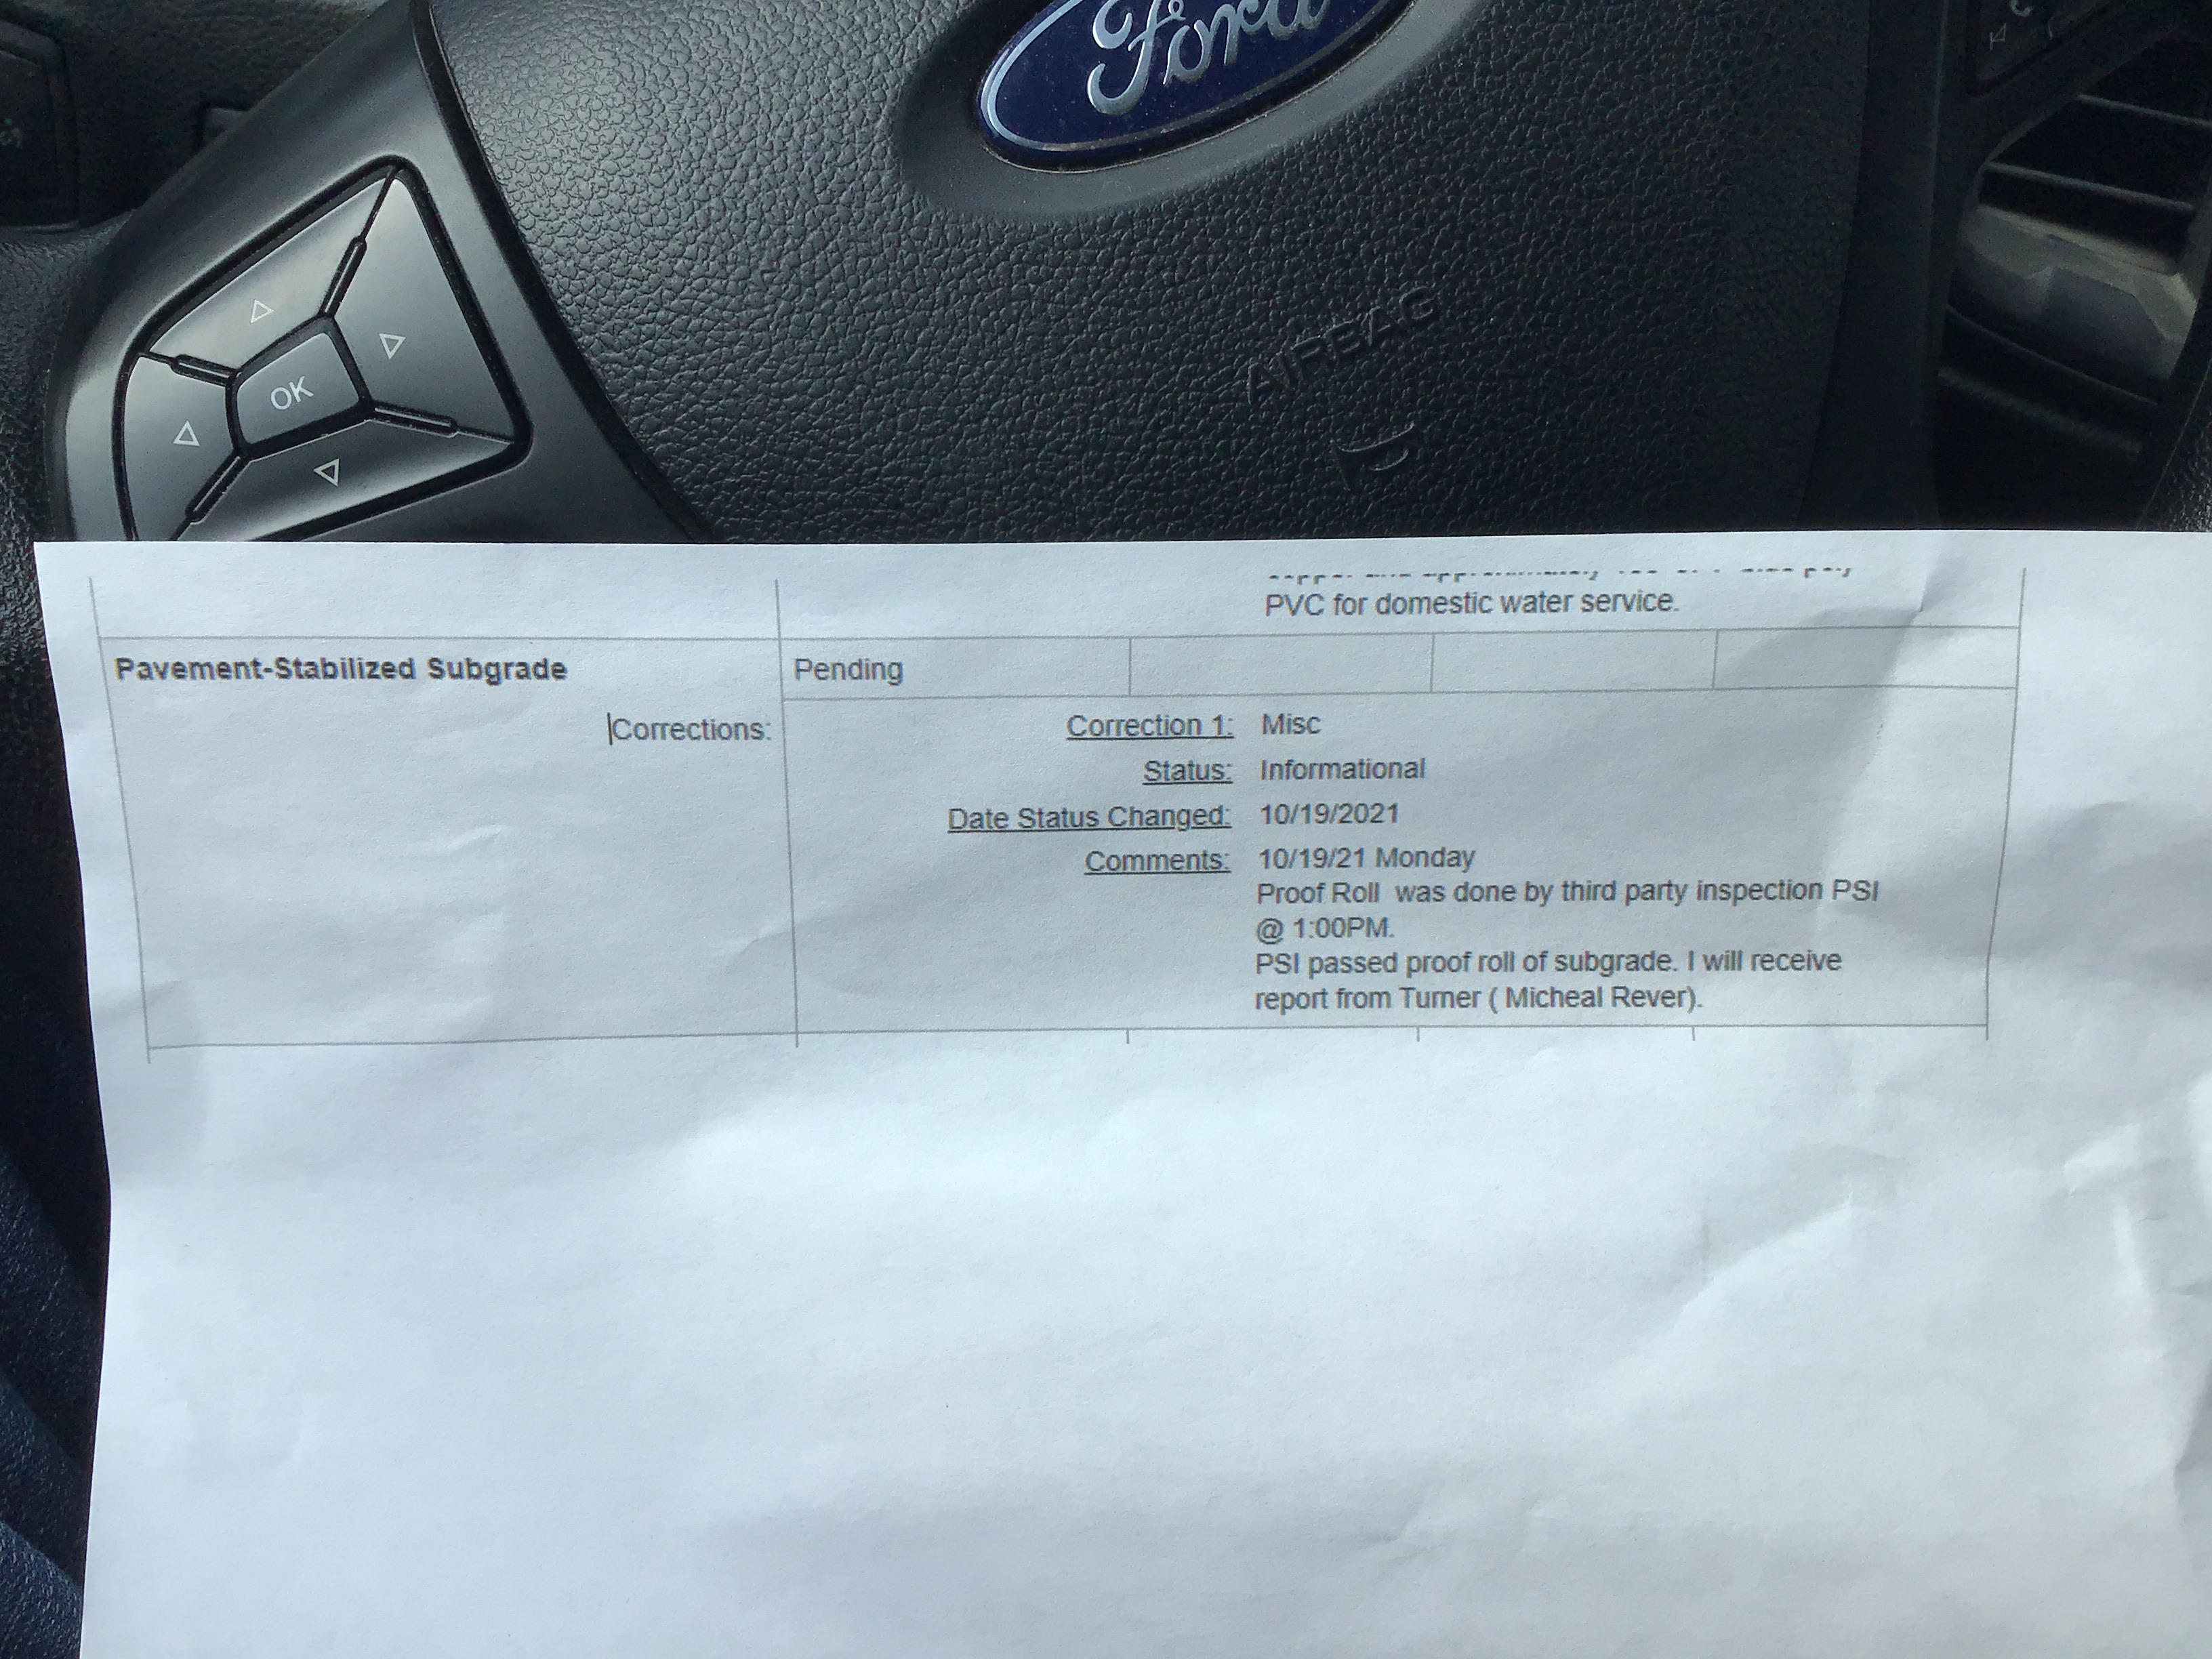 Ford
OK
AIRBAG
PVC for domestic water service.
Pavement-Stabilized Subgrade Pending
Corrections: Correction 1: Misc
Status: Informational
Date Status Changed: 10/19/2021
Comments: 10/19/21 Monday
Proof Roll was done by third party inspection PSI
@ 1:00PM.
PSI passed proof roll of subgrade. I will receive
report from Turner ( Micheal Rever).